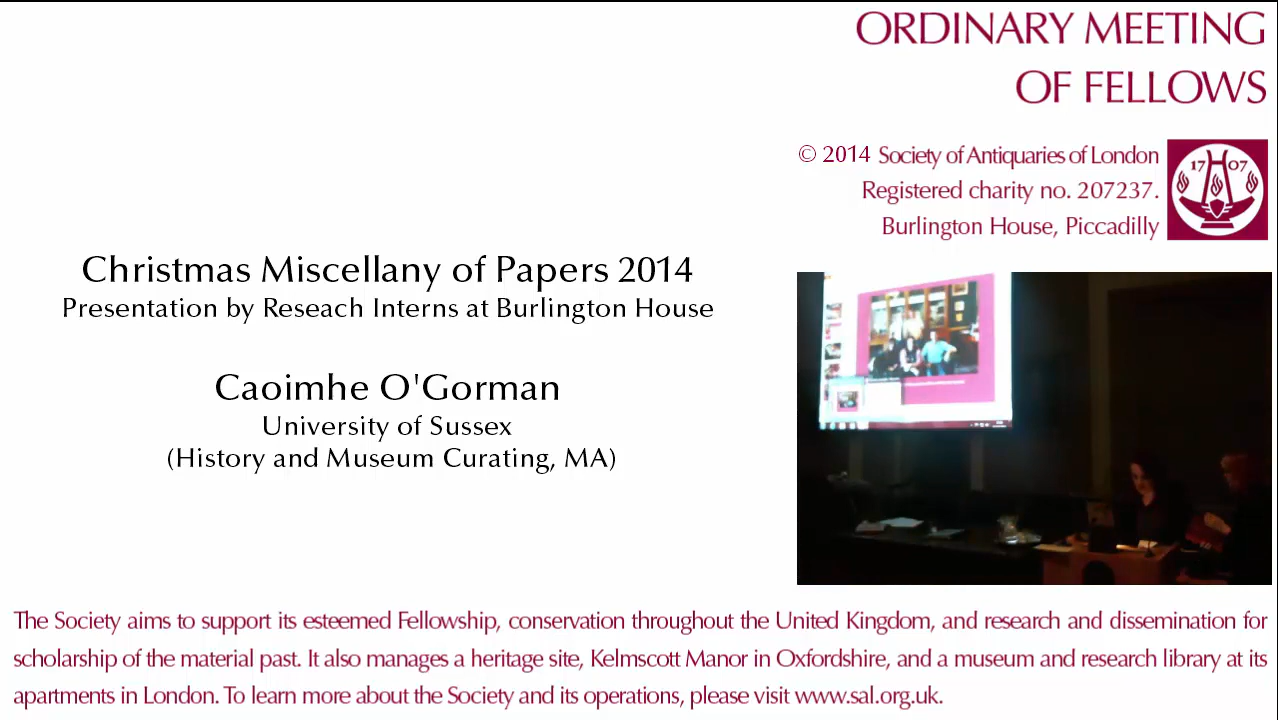 ORDINARY MEETING
OF FELLOWS
© 2014 Society of Antiquaries of London
Registered charity no. 207237.
Burlington House, Piccadilly
17 07
Christmas Miscellany of Papers 2014
Presentation by Reseach Interns at Burlington House
Caoimhe O'Gorman
University of Sussex
(History and Museum Curating, MA)
The Society aims to support its esteemed Fellowship, conservation throughout the United Kingdom, and research and dissemination for
scholarship of the material past. It also manages a heritage site, Kelmscott Manor in Oxfordshire, and a museum and research library at its
apartments in London. To learn more about the Society and its operations, please visit www.sal.org.uk.